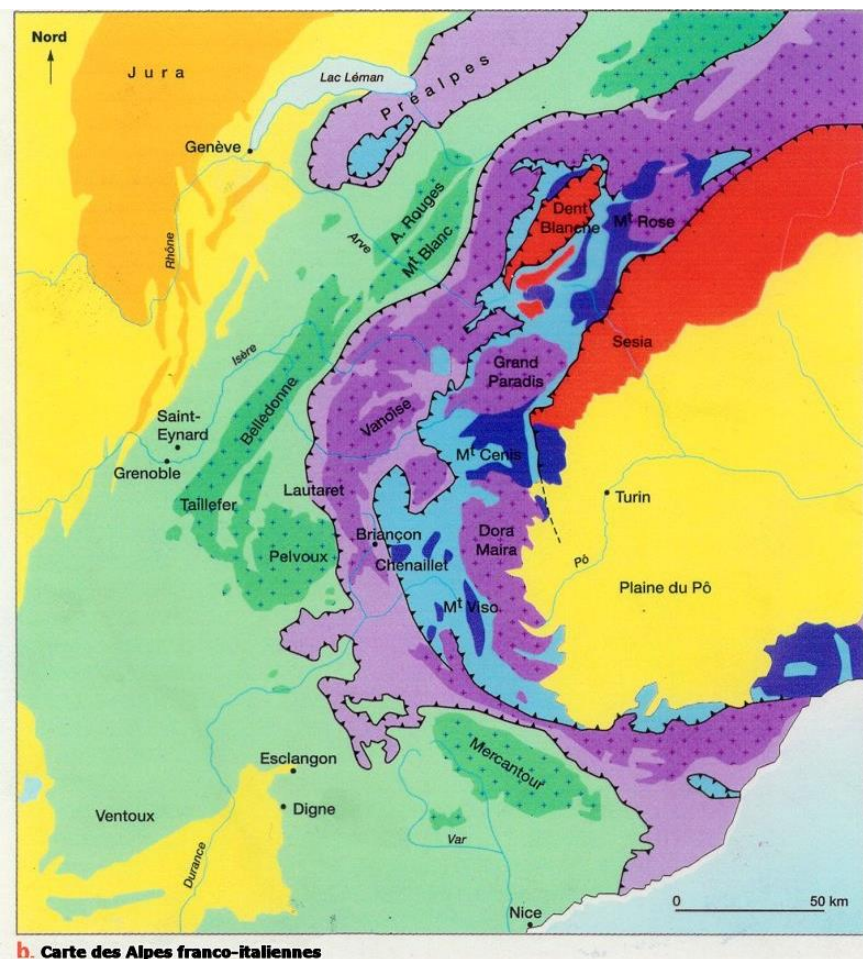 Nord
Jura
Lac Léman
Préalpes
Genève
A. Rouges
Mt Blanc
Dent
Blanche
Mt Rose
Rhône
Arve
Sesia
Isère
Grand
Paradis
Saint-
Eynard
Grenoble
Belledonne
Vanoise
Mt Cenis
Taillefer
Lautaret
Turin
Briançon
Dora
Maira
Pelvoux
Chenaillet
Pô
Plaine du Pô
Mt Viso
Mercantour
Esclangon
Digne
Ventoux
Var
Durance
Nice
0 50 km
b. Carte des Alpes franco-italiennes